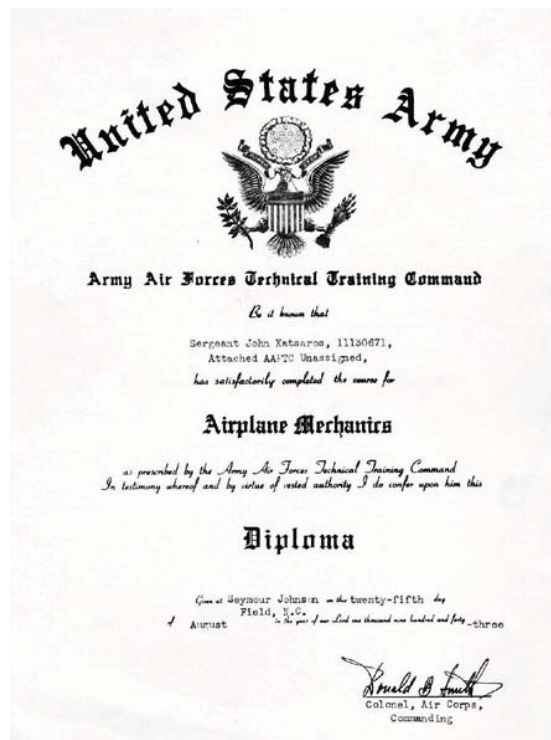 United States Army
Army Air Forces Technical Training Command
Be it known that
Sergeant John Katsaros, 11130671,
Attached AAFTC Unassigned,
has satisfactorily completed the course for
Airplane Mechanics
as prescribed by the Army Air Forces Technical Training Command
In testimony whereof and by virtue of vested authority I do confer upon him this
Diploma
Given at Seymour Johnson on this twenty-fifth day
Field, N.C.
of August in the year of our Lord one thousand nine hundred and forty-three
Donald B Smith
Colonel, Air Corps,
Commanding